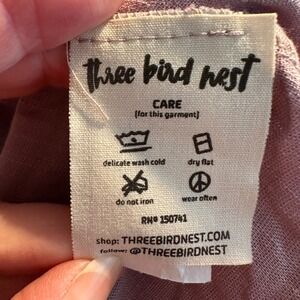 three bird nest
CARE
(for this garment)
delicate wash cold
dry flat
do not iron
wear often
RN# 150741
shop: THREEBIRDNEST.COM
follow: @THREEBIRDNEST